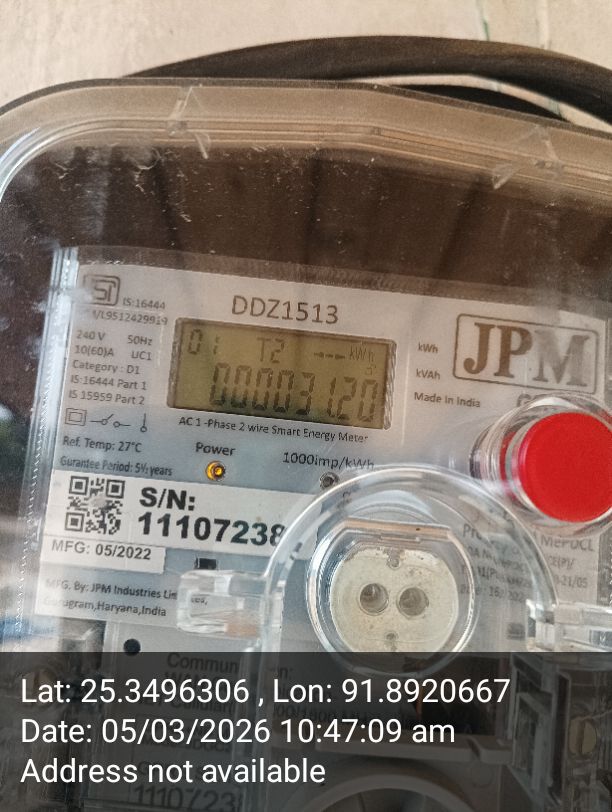 IS:16444
VL9512429919
DDZ1513
240 V 50Hz
10(60)A UC1
Category : D1
IS:16444 Part 1
IS 15959 Part 2
01 T2 kWh
00003120
kWh
kVAh
JPM
Made in India
AC 1 -Phase 2 wire Smart Energy Meter
Ref. Temp: 27°C
Gurantee Period: 5½ years
Power
1000imp/kWh
S/N:
11107238
MFG: 05/2022
MePDCL
MFG. By: JPM Industries
Gurugram,Haryana,India
Lat: 25.3496306 , Lon: 91.8920667
Date: 05/03/2026 10:47:09 am
Address not available